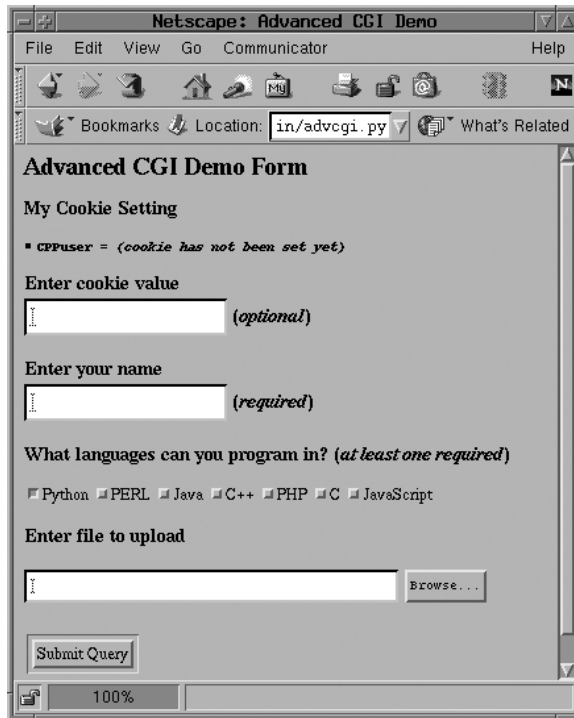 Netscape: Advanced CGI Demo
File Edit View Go Communicator Help
My N
Bookmarks Location: in/advcgi.py What's Related
Advanced CGI Demo Form
My Cookie Setting
▪ CPPuser = (cookie has not been set yet)
Enter cookie value
(optional)
Enter your name
(required)
What languages can you program in? (at least one required)
Python PERL Java C++ PHP C JavaScript
Enter file to upload
Browse...
Submit Query
100%